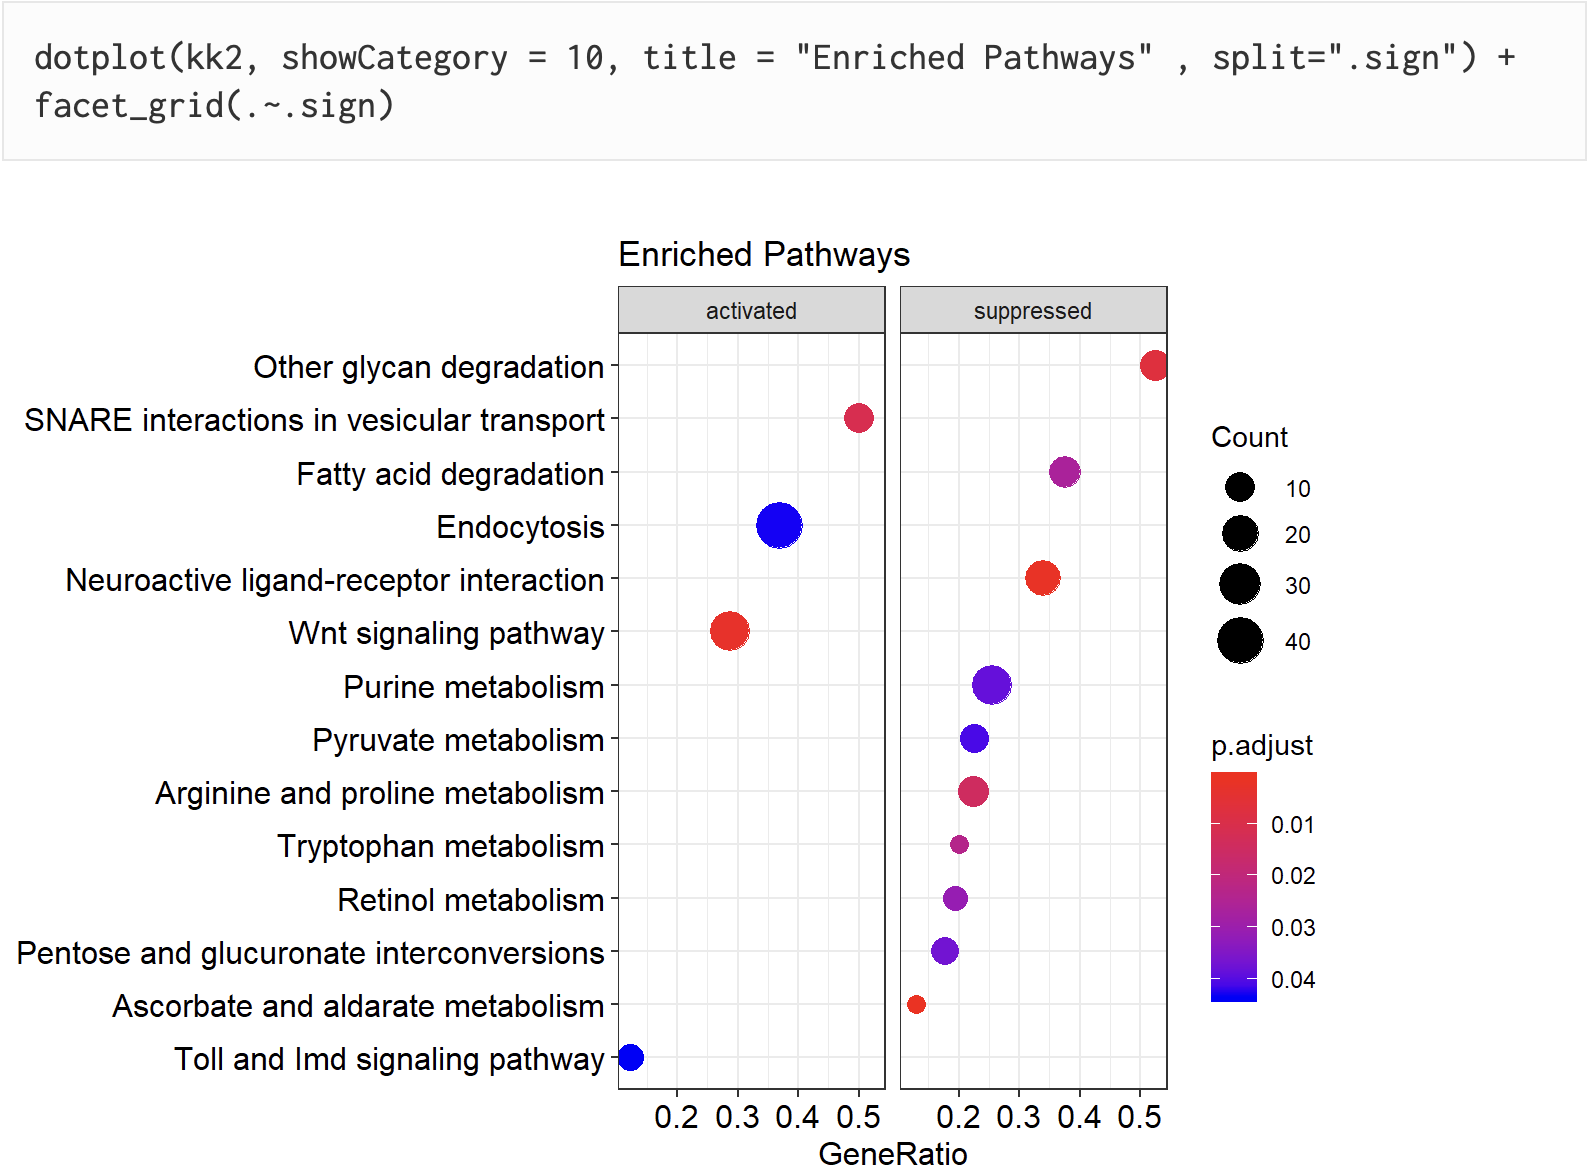 dotplot(kk2, showCategory = 10, title = "Enriched Pathways" , split=".sign") +
facet_grid(.~.sign)
Enriched Pathways
activated
suppressed
Other glycan degradation
SNARE interactions in vesicular transport
Fatty acid degradation
Endocytosis
Neuroactive ligand-receptor interaction
Wnt signaling pathway
Purine metabolism
Pyruvate metabolism
Arginine and proline metabolism
Tryptophan metabolism
Retinol metabolism
Pentose and glucuronate interconversions
Ascorbate and aldarate metabolism
Toll and Imd signaling pathway
0.2 0.3 0.4 0.5
0.2 0.3 0.4 0.5
GeneRatio
Count
10
20
30
40
p.adjust
0.01
0.02
0.03
0.04